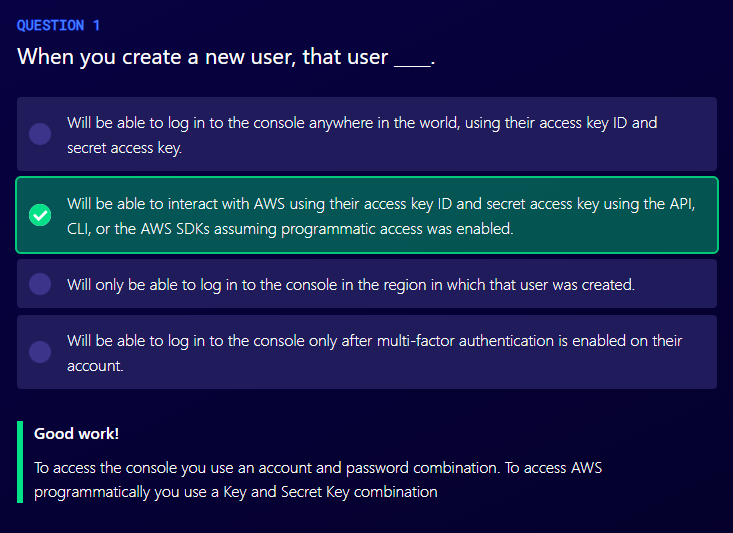 QUESTION 1
When you create a new user, that user ____.
Will be able to log in to the console anywhere in the world, using their access key ID and
secret access key.
Will be able to interact with AWS using their access key ID and secret access key using the API,
CLI, or the AWS SDKs assuming programmatic access was enabled.
Will only be able to log in to the console in the region in which that user was created.
Will be able to log in to the console only after multi-factor authentication is enabled on their
account.
Good work!
To access the console you use an account and password combination. To access AWS
programmatically you use a Key and Secret Key combination